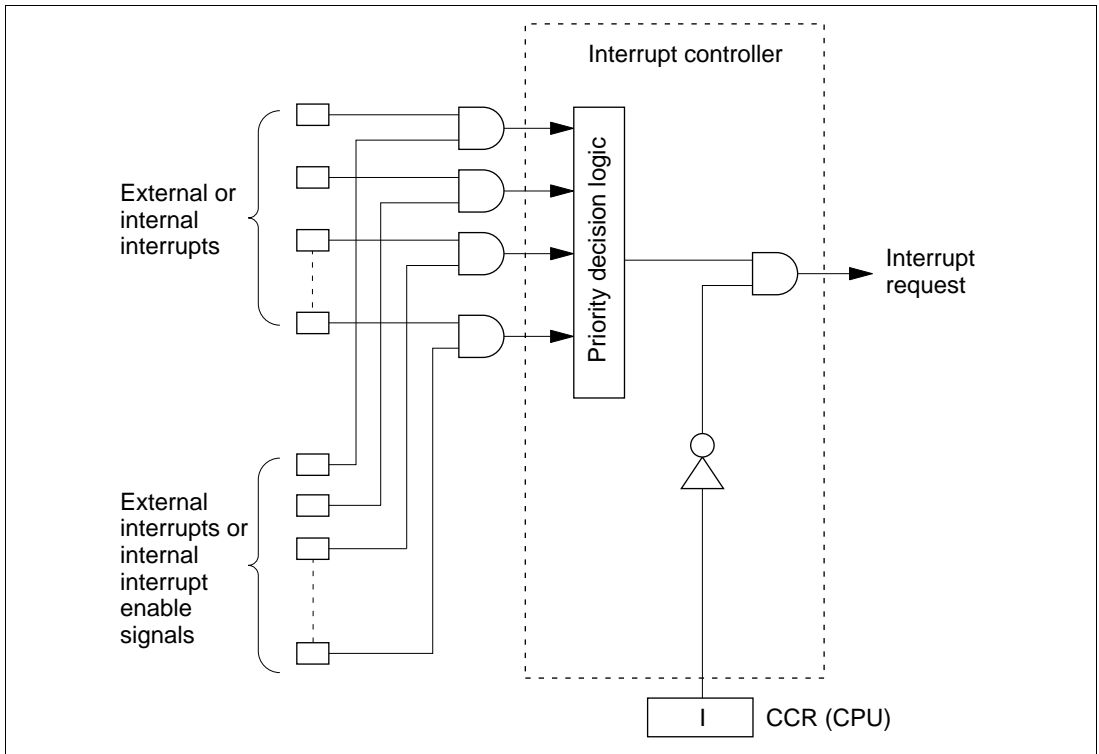 Interrupt controller
External or
internal
interrupts
Priority decision logic
Interrupt
request
External
interrupts or
internal
interrupt
enable
signals
I
CCR (CPU)